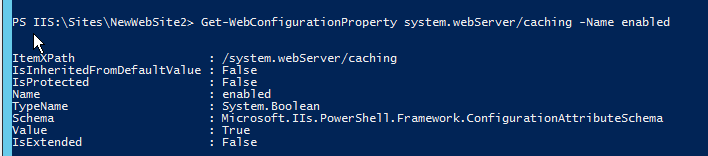 PS IIS:\Sites\NewWebSite2> Get-WebConfigurationProperty system.webServer/caching -Name enabled
ItemXPath : /system.webServer/caching
IsInheritedFromDefaultValue : False
IsProtected : False
Name : enabled
TypeName : System.Boolean
Schema : Microsoft.IIs.PowerShell.Framework.ConfigurationAttributeSchema
Value : True
IsExtended : False